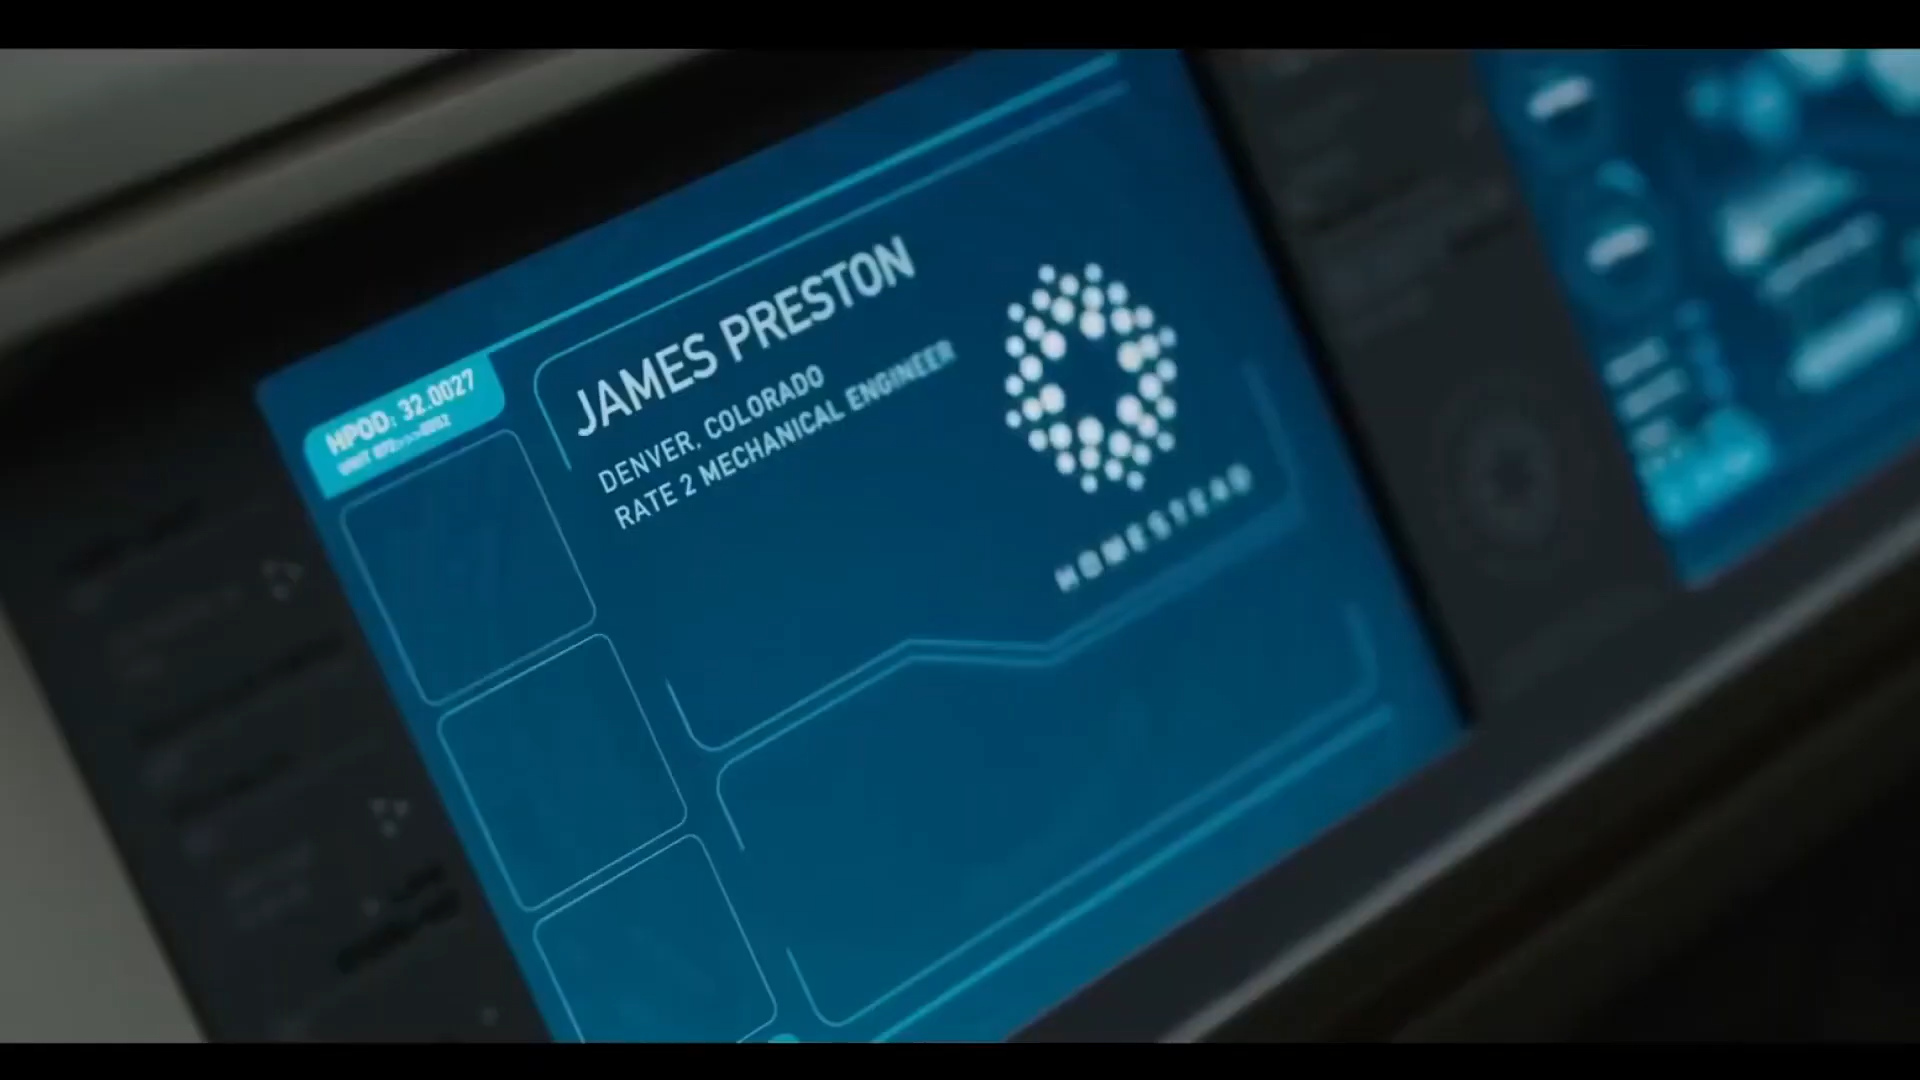 HPOD: 32.0027
JAMES PRESTON
DENVER, COLORADO
RATE 2 MECHANICAL ENGINEER
HOMESTEAD